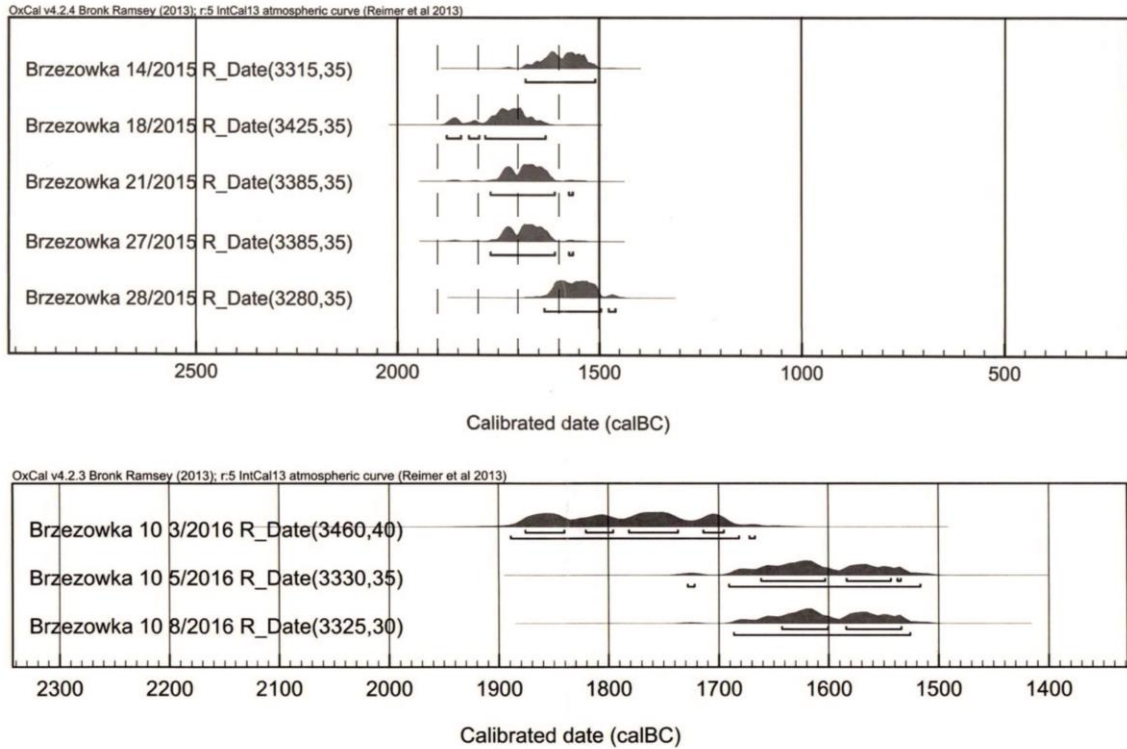 OxCal v4.2.4 Bronk Ramsey (2013); r:5 IntCal13 atmospheric curve (Reimer et al 2013)
Brzezowka 14/2015 R_Date(3315,35)
Brzezowka 18/2015 R_Date(3425,35)
Brzezowka 21/2015 R_Date(3385,35)
Brzezowka 27/2015 R_Date(3385,35)
Brzezowka 28/2015 R_Date(3280,35)
2500 2000 1500 1000 500
Calibrated date (calBC)
OxCal v4.2.3 Bronk Ramsey (2013); r:5 IntCal13 atmospheric curve (Reimer et al 2013)
Brzezowka 10 3/2016 R_Date(3460,40)
Brzezowka 10 5/2016 R_Date(3330,35)
Brzezowka 10 8/2016 R_Date(3325,30)
2300 2200 2100 2000 1900 1800 1700 1600 1500 1400
Calibrated date (calBC)